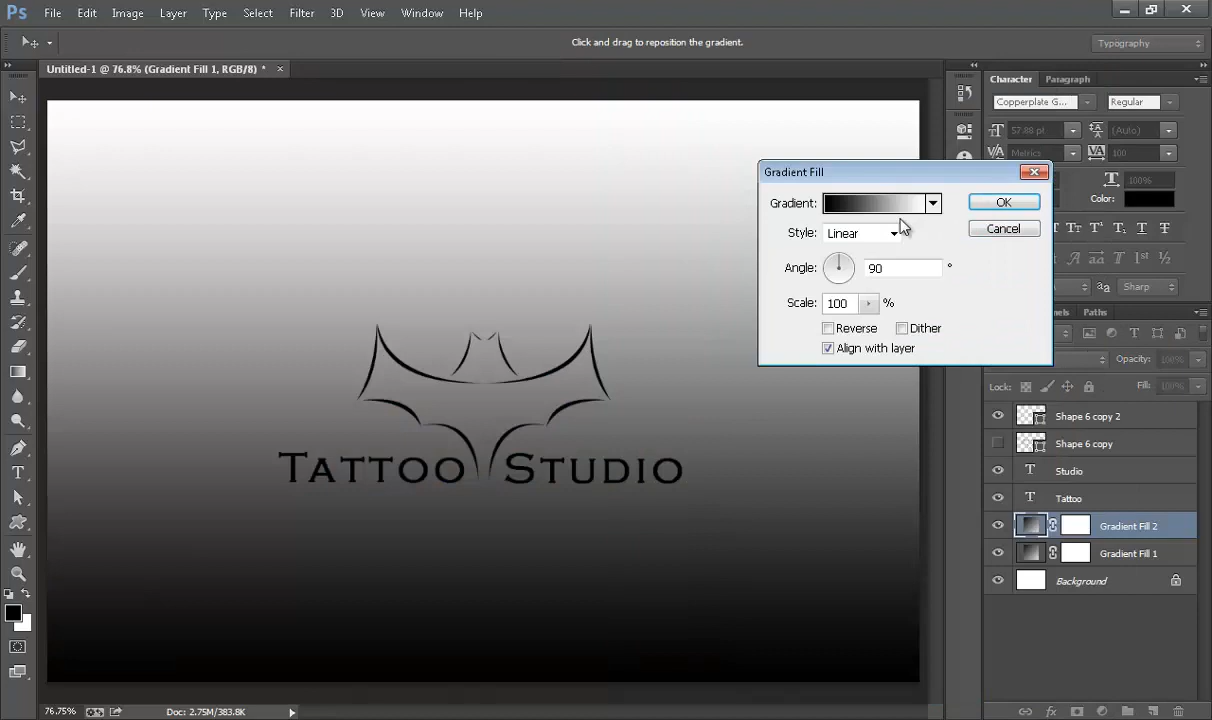 Ps File Edit Image Layer Type Select Filter 3D View Window Help
Click and drag to reposition the gradient.
Typography
Untitled-1 @ 76.8% (Gradient Fill 1, RGB/8) *
Character Paragraph
Copperplate G... Regular
57.88 pt (Auto)
Metrics 100
100%
Color:
Sharp
Gradient Fill
Gradient: OK
Style: Linear Cancel
Angle: 90 °
Scale: 100 %
Reverse Dither
Align with layer
Paths
Opacity: 100%
Lock: Fill: 100%
Shape 6 copy 2
Shape 6 copy
Studio
Tattoo
Gradient Fill 2
Gradient Fill 1
Background
Tattoo Studio
76.75% Doc: 2.75M/383.8K